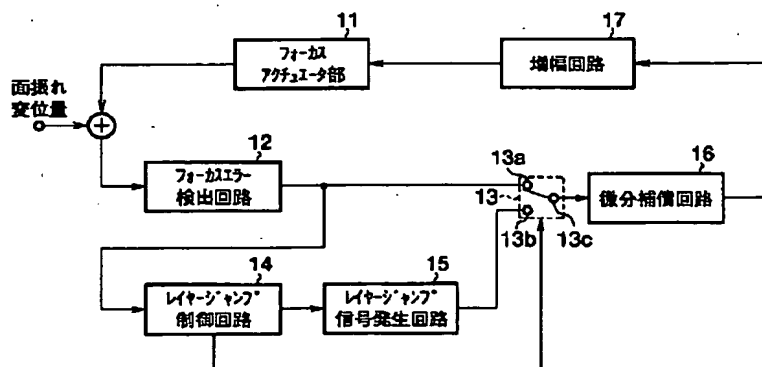 11
フォーカス
アクチュエータ部
17
増幅回路
面振れ
変位量
12
フォーカスエラー
検出回路
13a
13
13b
13c
16
微分補償回路
14
レイヤージャンプ
制御回路
15
レイヤージャンプ
信号発生回路